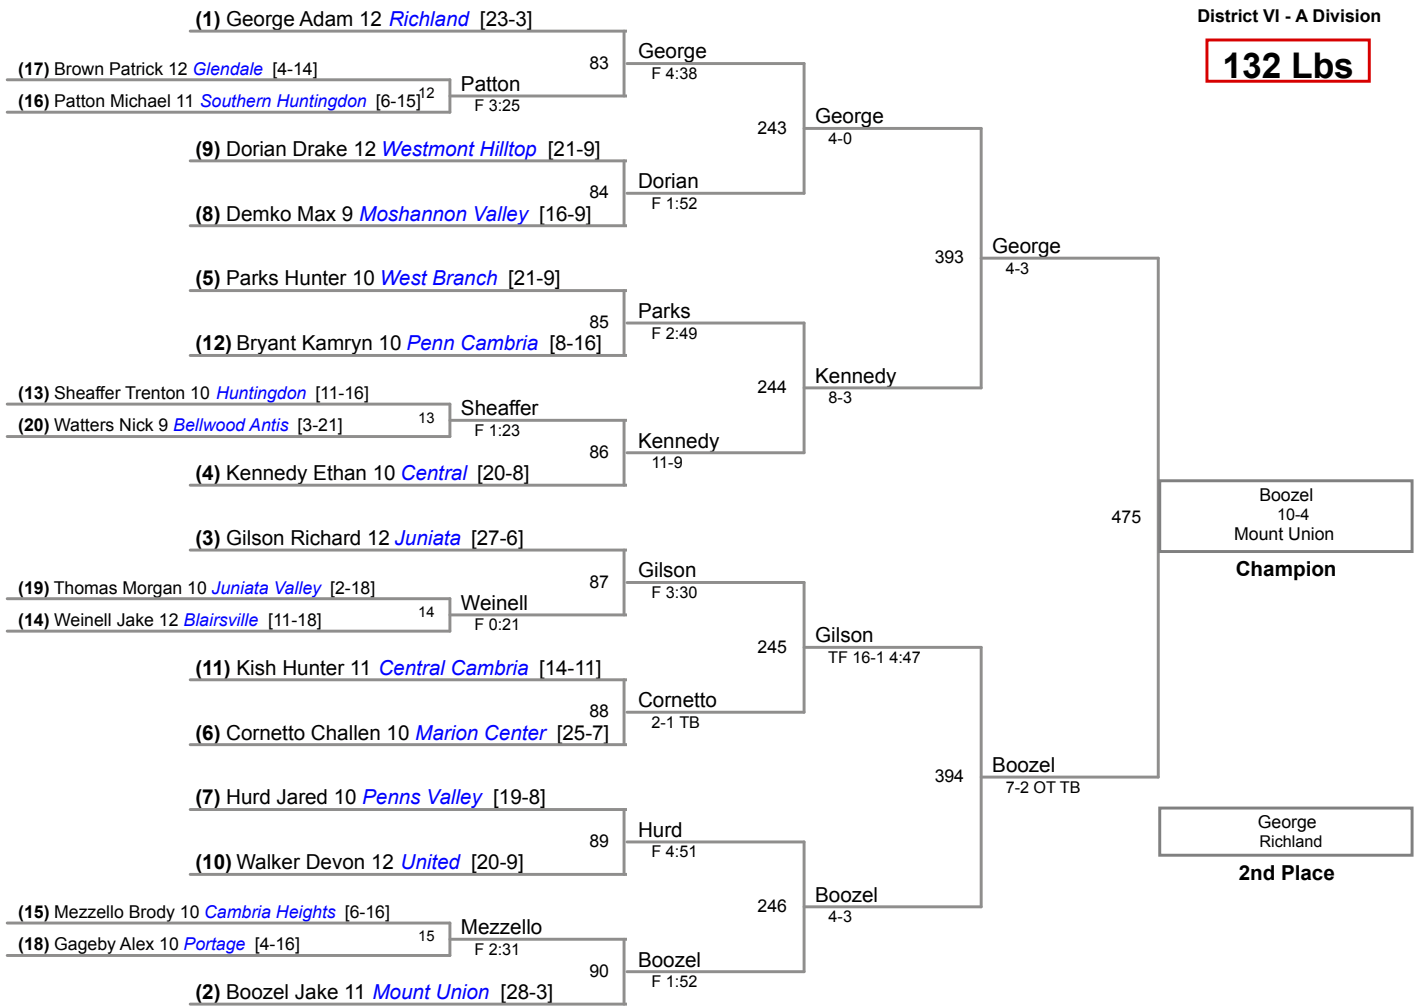 District VI - A Division
132 Lbs
(1) George Adam 12 Richland [23-3]
(17) Brown Patrick 12 Glendale [4-14]
(16) Patton Michael 11 Southern Huntingdon [6-15]
12
Patton
F 3:25
83
George
F 4:38
(9) Dorian Drake 12 Westmont Hilltop [21-9]
(8) Demko Max 9 Moshannon Valley [16-9]
84
Dorian
F 1:52
243
George
4-0
(5) Parks Hunter 10 West Branch [21-9]
(12) Bryant Kamryn 10 Penn Cambria [8-16]
85
Parks
F 2:49
(13) Sheaffer Trenton 10 Huntingdon [11-16]
(20) Watters Nick 9 Bellwood Antis [3-21]
13
Sheaffer
F 1:23
(4) Kennedy Ethan 10 Central [20-8]
86
Kennedy
11-9
244
Kennedy
8-3
393
George
4-3
(3) Gilson Richard 12 Juniata [27-6]
(19) Thomas Morgan 10 Juniata Valley [2-18]
(14) Weinell Jake 12 Blairsville [11-18]
14
Weinell
F 0:21
87
Gilson
F 3:30
(11) Kish Hunter 11 Central Cambria [14-11]
(6) Cornetto Challen 10 Marion Center [25-7]
88
Cornetto
2-1 TB
245
Gilson
TF 16-1 4:47
(7) Hurd Jared 10 Penns Valley [19-8]
(10) Walker Devon 12 United [20-9]
89
Hurd
F 4:51
(15) Mezzello Brody 10 Cambria Heights [6-16]
(18) Gageby Alex 10 Portage [4-16]
15
Mezzello
F 2:31
(2) Boozel Jake 11 Mount Union [28-3]
90
Boozel
F 1:52
246
Boozel
4-3
394
Boozel
7-2 OT TB
475
Boozel
10-4
Mount Union
Champion
George
Richland
2nd Place